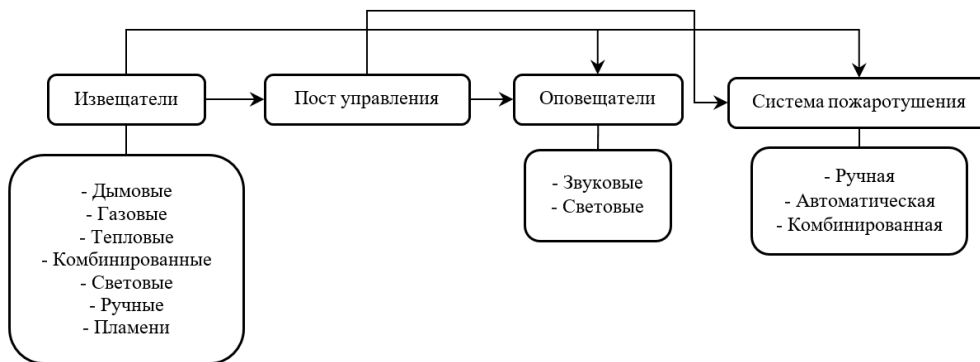 Извещатели
Пост управления
Оповещатели
Система пожаротушения
- Дымовые
- Газовые
- Тепловые
- Комбинированные
- Световые
- Ручные
- Пламени
- Звуковые
- Световые
- Ручная
- Автоматическая
- Комбинированная